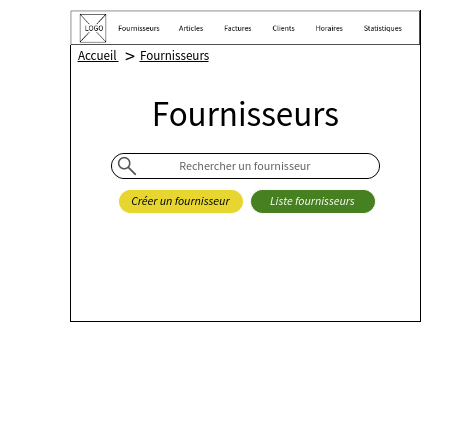 LOGO Fournisseurs Articles Factures Clients Horaires Statistiques
Accueil > Fournisseurs
Fournisseurs
Rechercher un fournisseur
Créer un fournisseur Liste fournisseurs